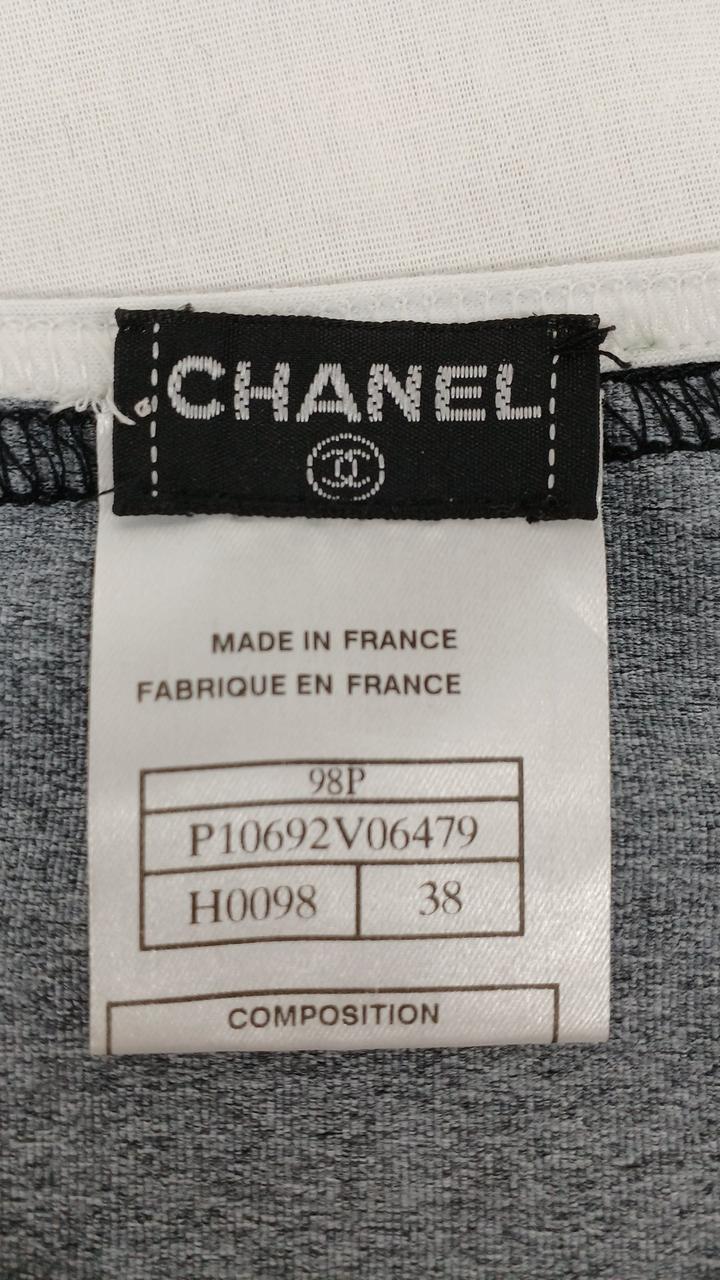 CHANEL
MADE IN FRANCE
FABRIQUE EN FRANCE
98P
P10692V06479
H0098 38
COMPOSITION